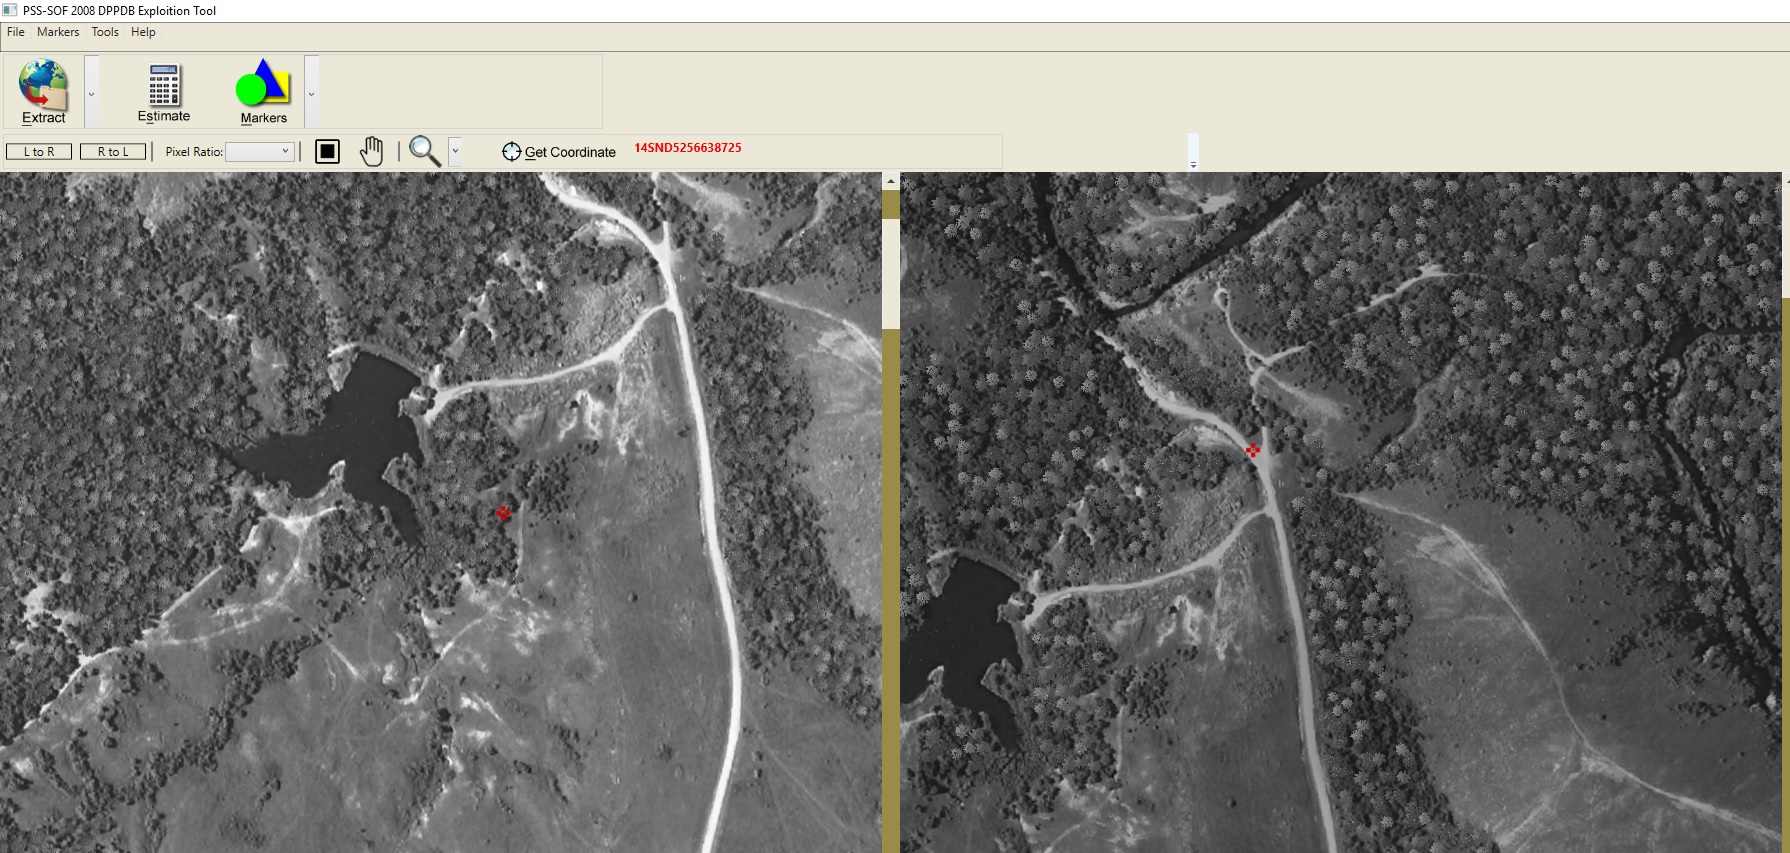 PSS-SOF 2008 DPPDB Exploition Tool
File Markers Tools Help
Extract Estimate Markers
L to R R to L Pixel Ratio: Get Coordinate 14SND5256638725